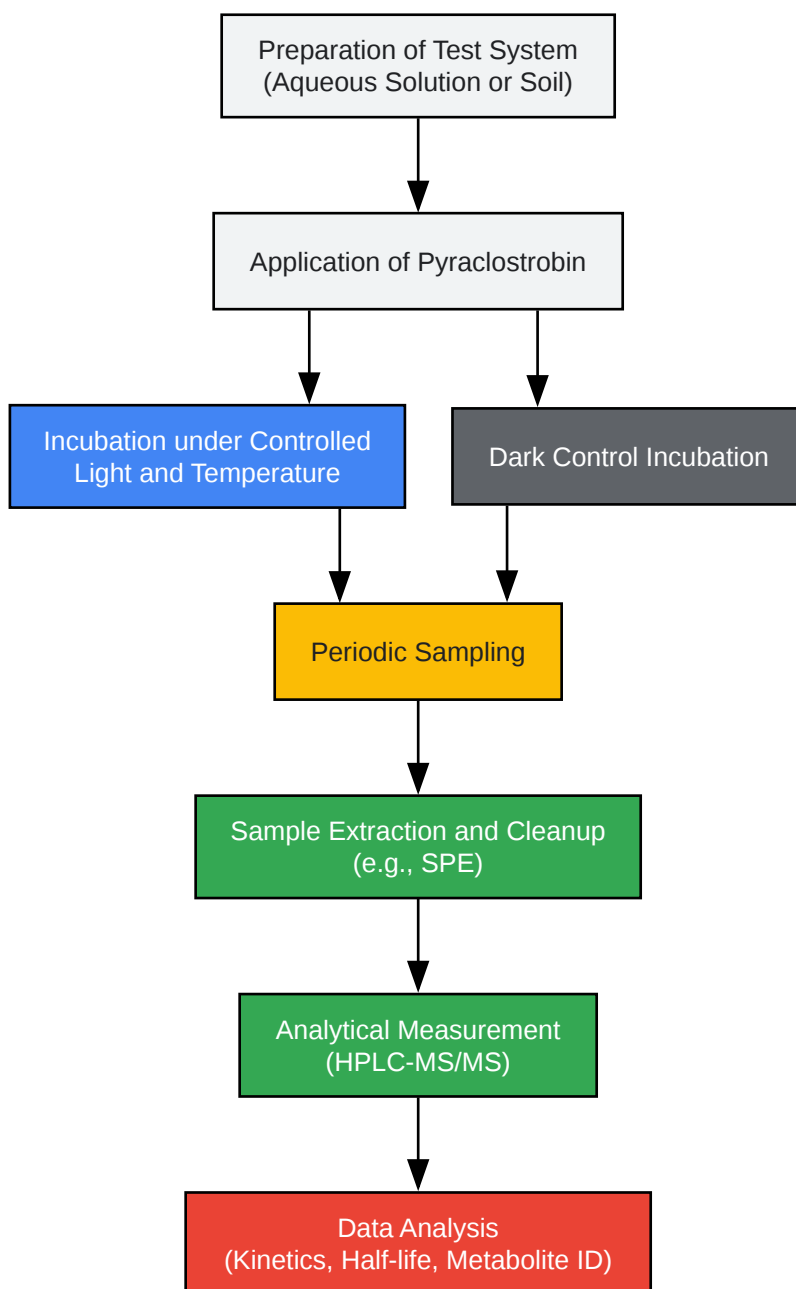 Preparation of Test System
(Aqueous Solution or Soil)
Application of Pyraclostrobin
Incubation under Controlled
Light and Temperature
Dark Control Incubation
Periodic Sampling
Sample Extraction and Cleanup
(e.g., SPE)
Analytical Measurement
(HPLC-MS/MS)
Data Analysis
(Kinetics, Half-life, Metabolite ID)